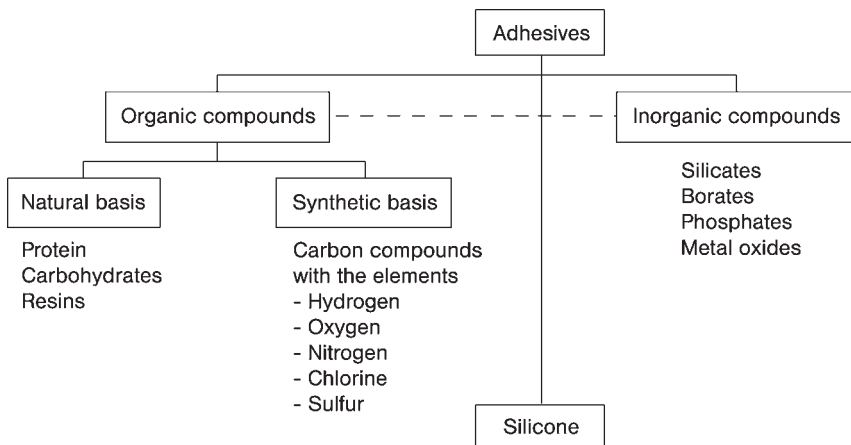 Adhesives
Organic compounds
Inorganic compounds
Natural basis
Protein
Carbohydrates
Resins
Synthetic basis
Carbon compounds
with the elements
- Hydrogen
- Oxygen
- Nitrogen
- Chlorine
- Sulfur
Silicates
Borates
Phosphates
Metal oxides
Silicone